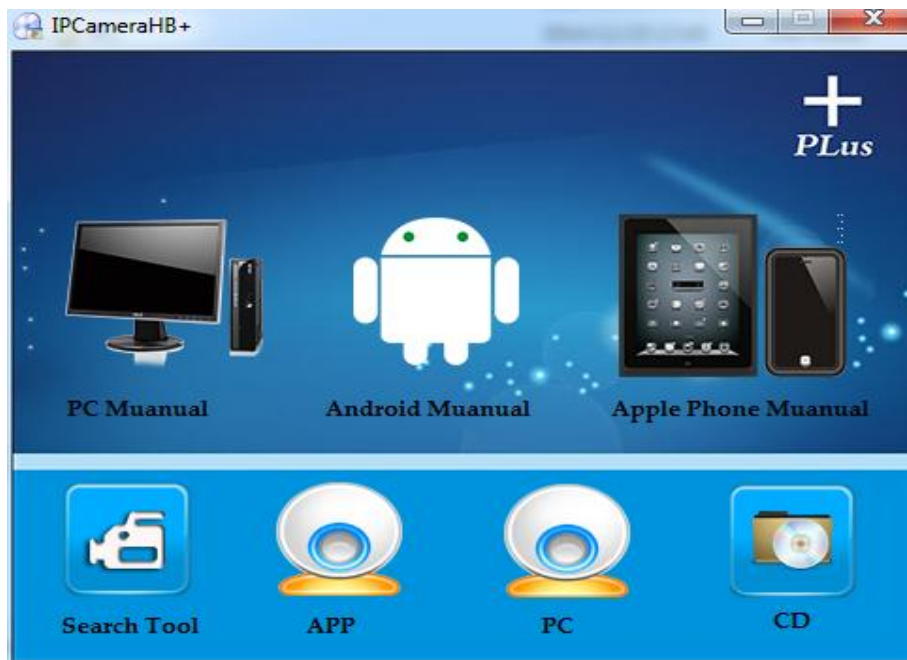 IPCameraHB+
PLus
PC Muanual
Android Muanual
Apple Phone Muanual
Search Tool
APP
PC
CD